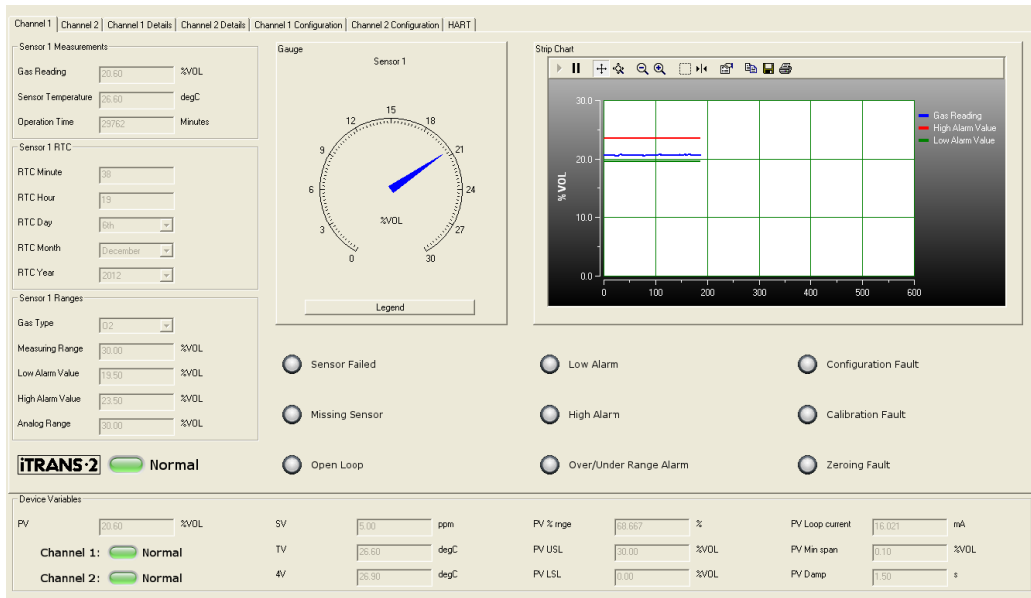 Channel 1 Channel 2 Channel 1 Details Channel 2 Details Channel 1 Configuration Channel 2 Configuration HART
Sensor 1 Measurements
Gas Reading 20.60 %VOL
Sensor Temperature 26.60 degC
Operation Time 29762 Minutes
Sensor 1 RTC
RTC Minute 38
RTC Hour 19
RTC Day 6th
RTC Month December
RTC Year 2012
Sensor 1 Ranges
Gas Type O2
Measuring Range 30.00 %VOL
Low Alarm Value 19.50 %VOL
High Alarm Value 23.50 %VOL
Analog Range 30.00 %VOL
iTRANS·2 Normal
Gauge
Sensor 1
15
12 18
9 21
6 24
%VOL
3 27
0 30
Legend
Strip Chart
30.0
20.0
10.0
0.0
% VOL
0 100 200 300 400 500 600
Gas Reading
High Alarm Value
Low Alarm Value
Sensor Failed Low Alarm Configuration Fault
Missing Sensor High Alarm Calibration Fault
Open Loop Over/Under Range Alarm Zeroing Fault
Device Variables
PV 20.60 %VOL SV 5.00 ppm PV % rnge 68.667 % PV Loop current 16.021 mA
Channel 1: Normal TV 26.60 degC PV USL 30.00 %VOL PV Min span 0.10 %VOL
Channel 2: Normal 4V 26.90 degC PV LSL 0.00 %VOL PV Damp 1.50 s